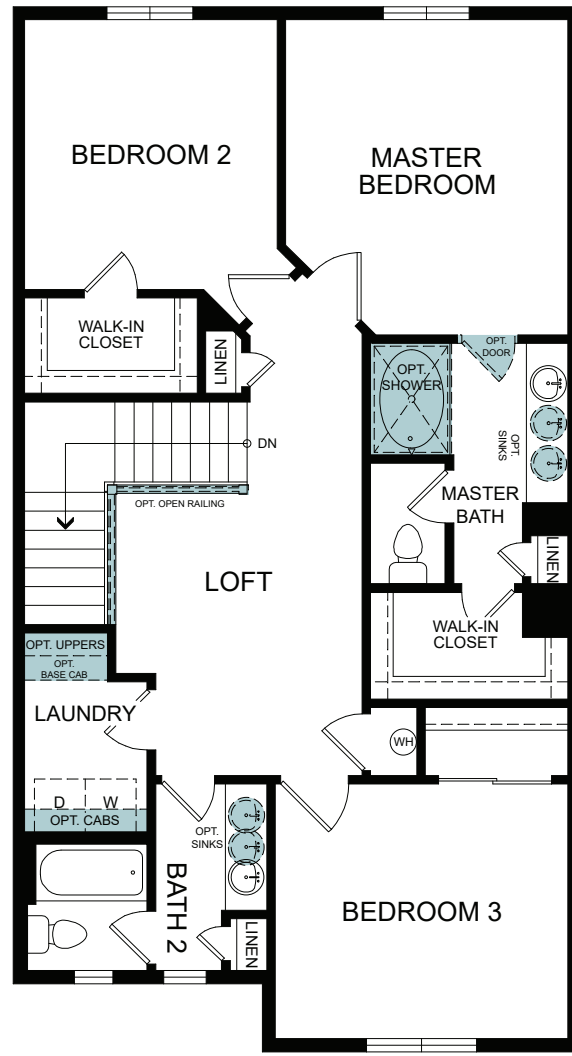 BEDROOM 2
MASTER
BEDROOM
WALK-IN
CLOSET
LINEN
OPT.
DOOR
OPT.
SHOWER
OPT.
SINKS
DN
OPT. OPEN RAILING
MASTER
BATH
LINEN
LOFT
WALK-IN
CLOSET
OPT. UPPERS
OPT.
BASE CAB
LAUNDRY
WH
D W
OPT. CABS
OPT.
SINKS
BATH 2
LINEN
BEDROOM 3